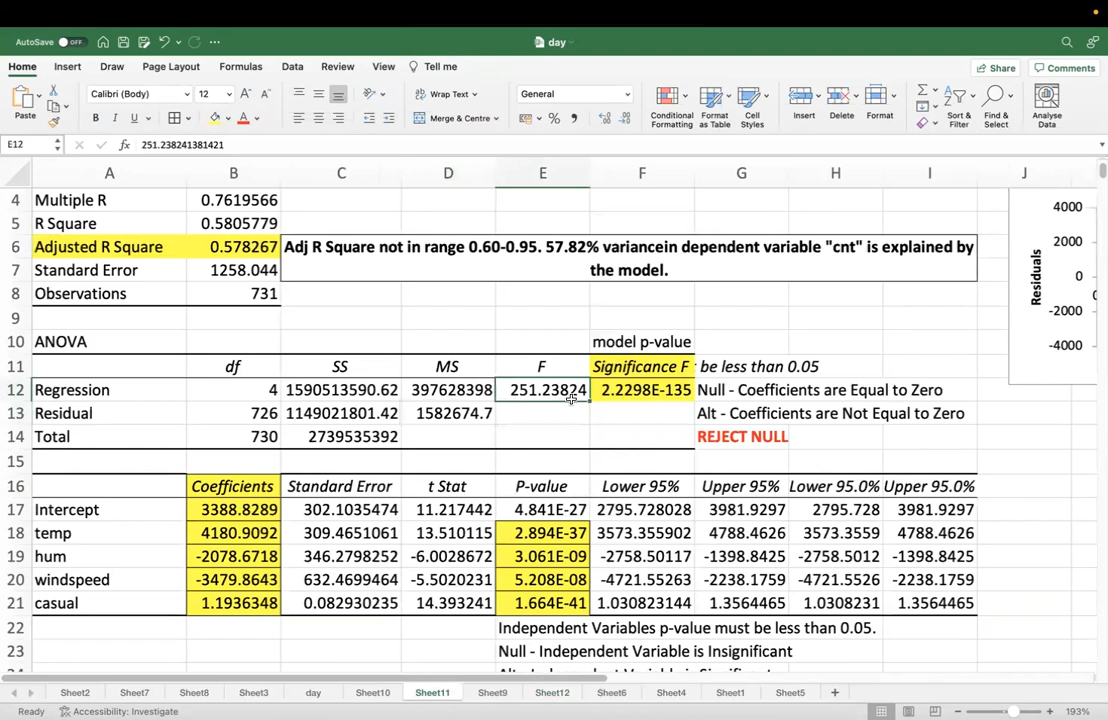 AutoSave OFF day
Home Insert Draw Page Layout Formulas Data Review View Tell me Share Comments
Paste Calibri (Body) 12 A A Wrap Text General Conditional Formatting Format as Table Cell Styles Insert Delete Format Sort & Filter Find & Select Analyse Data
B I U A Merge & Centre % 
E12 fx 251.238241381421
A B C D E F G H I J
4 Multiple R 0.7619566 4000
5 R Square 0.5805779
6 Adjusted R Square 0.578267 Adj R Square not in range 0.60-0.95. 57.82% variancein dependent variable "cnt" is explained by 2000
7 Standard Error 1258.044 the model. Residuals 0
8 Observations 731 -2000
9
10 ANOVA model p-value -4000
11 df SS MS F Significance F be less than 0.05
12 Regression 4 1590513590.62 397628398 251.23824 2.2298E-135 Null - Coefficients are Equal to Zero
13 Residual 726 1149021801.42 1582674.7 Alt - Coefficients are Not Equal to Zero
14 Total 730 2739535392 REJECT NULL
15
16 Coefficients Standard Error t Stat P-value Lower 95% Upper 95% Lower 95.0% Upper 95.0%
17 Intercept 3388.8289 302.1035474 11.217442 4.841E-27 2795.728028 3981.9297 2795.728 3981.9297
18 temp 4180.9092 309.4651061 13.510115 2.894E-37 3573.355902 4788.4626 3573.3559 4788.4626
19 hum -2078.6718 346.2798252 -6.0028672 3.061E-09 -2758.50117 -1398.8425 -2758.5012 -1398.8425
20 windspeed -3479.8643 632.4699464 -5.5020231 5.208E-08 -4721.55263 -2238.1759 -4721.5526 -2238.1759
21 casual 1.1936348 0.082930235 14.393241 1.664E-41 1.030823144 1.3564465 1.0308231 1.3564465
22 Independent Variables p-value must be less than 0.05.
23 Null - Independent Variable is Insignificant
Sheet2 Sheet7 Sheet8 Sheet3 day Sheet10 Sheet11 Sheet9 Sheet12 Sheet6 Sheet4 Sheet1 Sheet5 +
Ready Accessibility: Investigate 193%